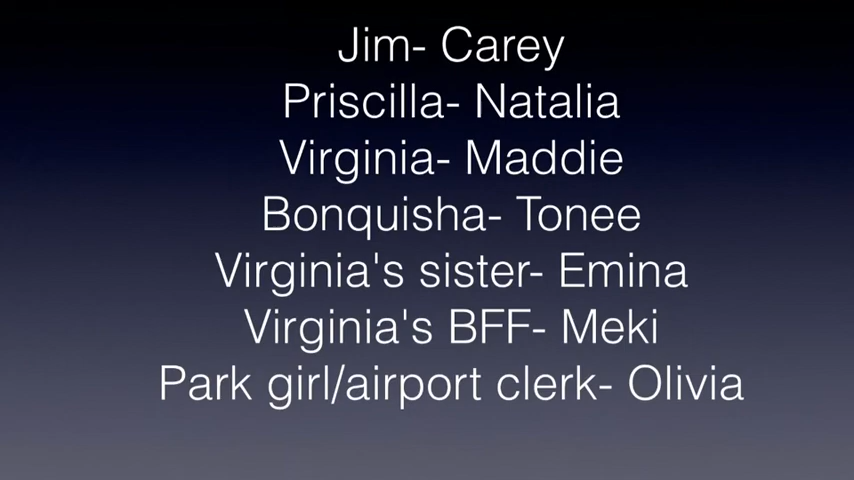 Jim- Carey
Priscilla- Natalia
Virginia- Maddie
Bonquisha- Tonee
Virginia's sister- Emina
Virginia's BFF- Meki
Park girl/airport clerk- Olivia